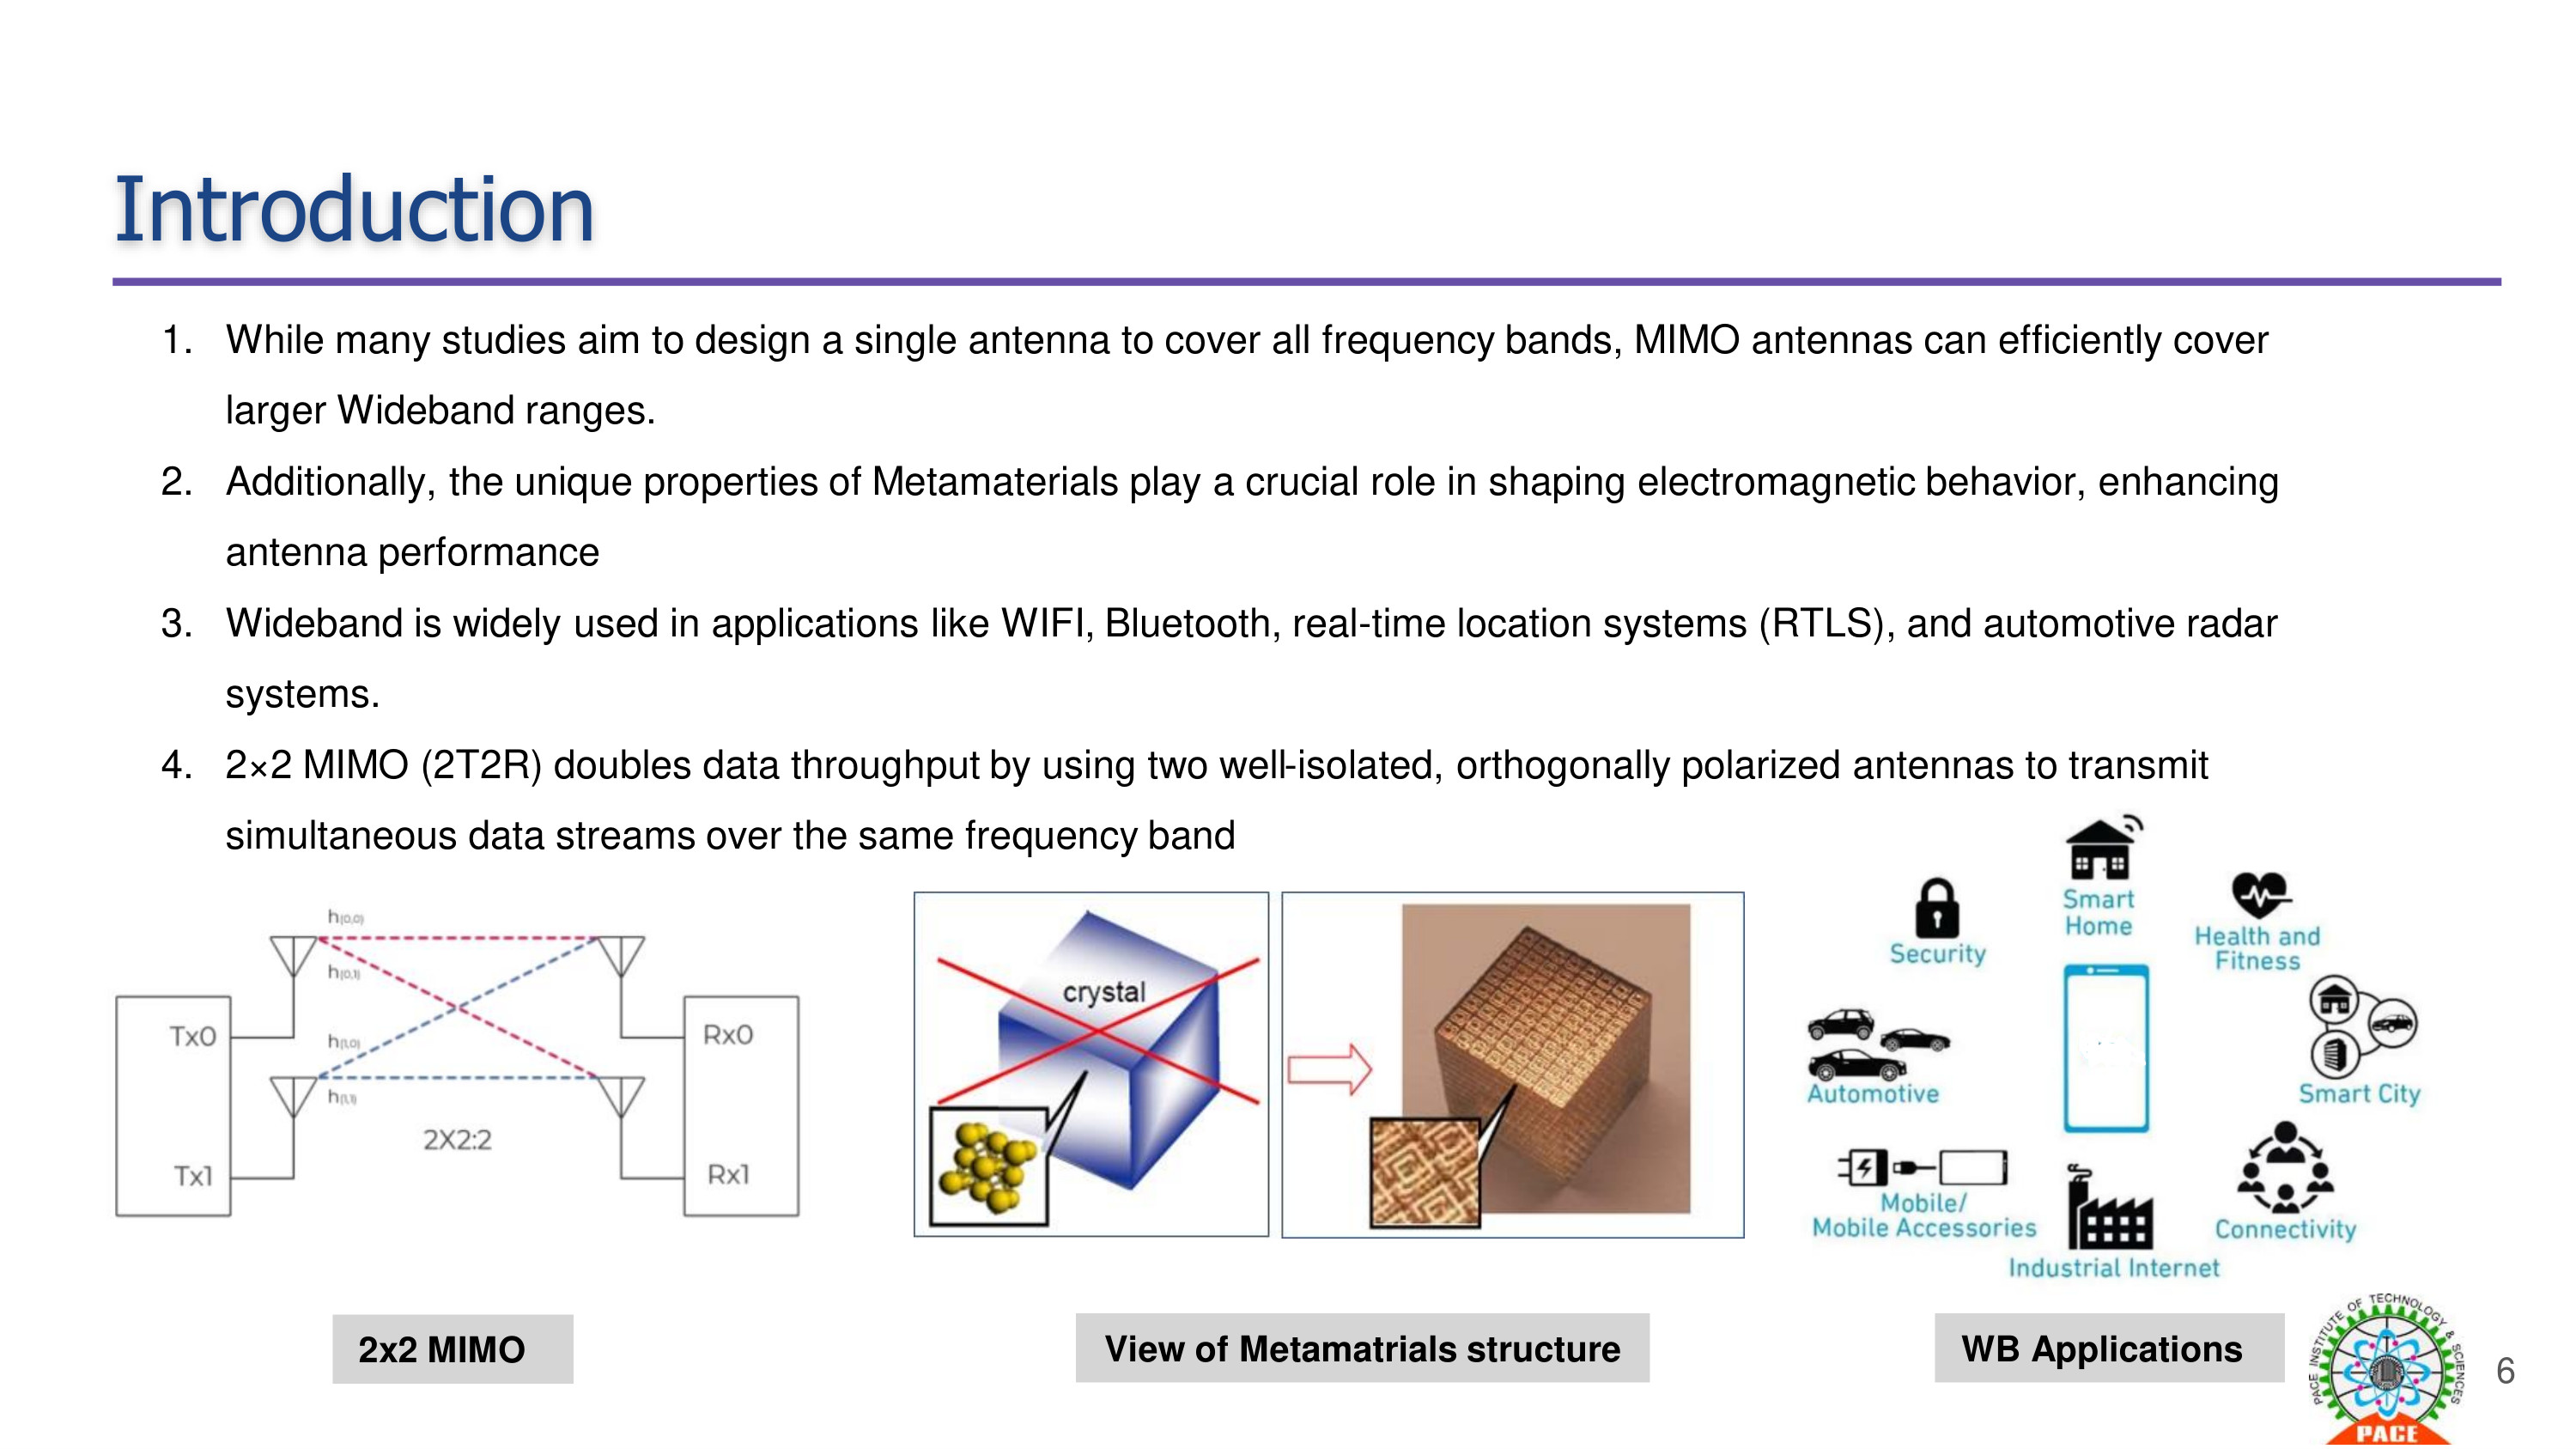 Introduction
1. While many studies aim to design a single antenna to cover all frequency bands, MIMO antennas can efficiently cover
larger Wideband ranges.
2. Additionally, the unique properties of Metamaterials play a crucial role in shaping electromagnetic behavior, enhancing
antenna performance
3. Wideband is widely used in applications like WIFI, Bluetooth, real-time location systems (RTLS), and automotive radar
systems.
4. 2×2 MIMO (2T2R) doubles data throughput by using two well-isolated, orthogonally polarized antennas to transmit
simultaneous data streams over the same frequency band
h(0,0)
h(0,1)
h(1,0)
h(1,1)
Tx0
Rx0
2X2:2
Tx1
Rx1
2x2 MIMO
crystal
View of Metamatrials structure
Smart
Home
Security
Health and
Fitness
Automotive
Smart City
Mobile/
Mobile Accessories
Connectivity
Industrial Internet
WB Applications
PACE INSTITUTE OF TECHNOLOGY & SCIENCES
PACE
6